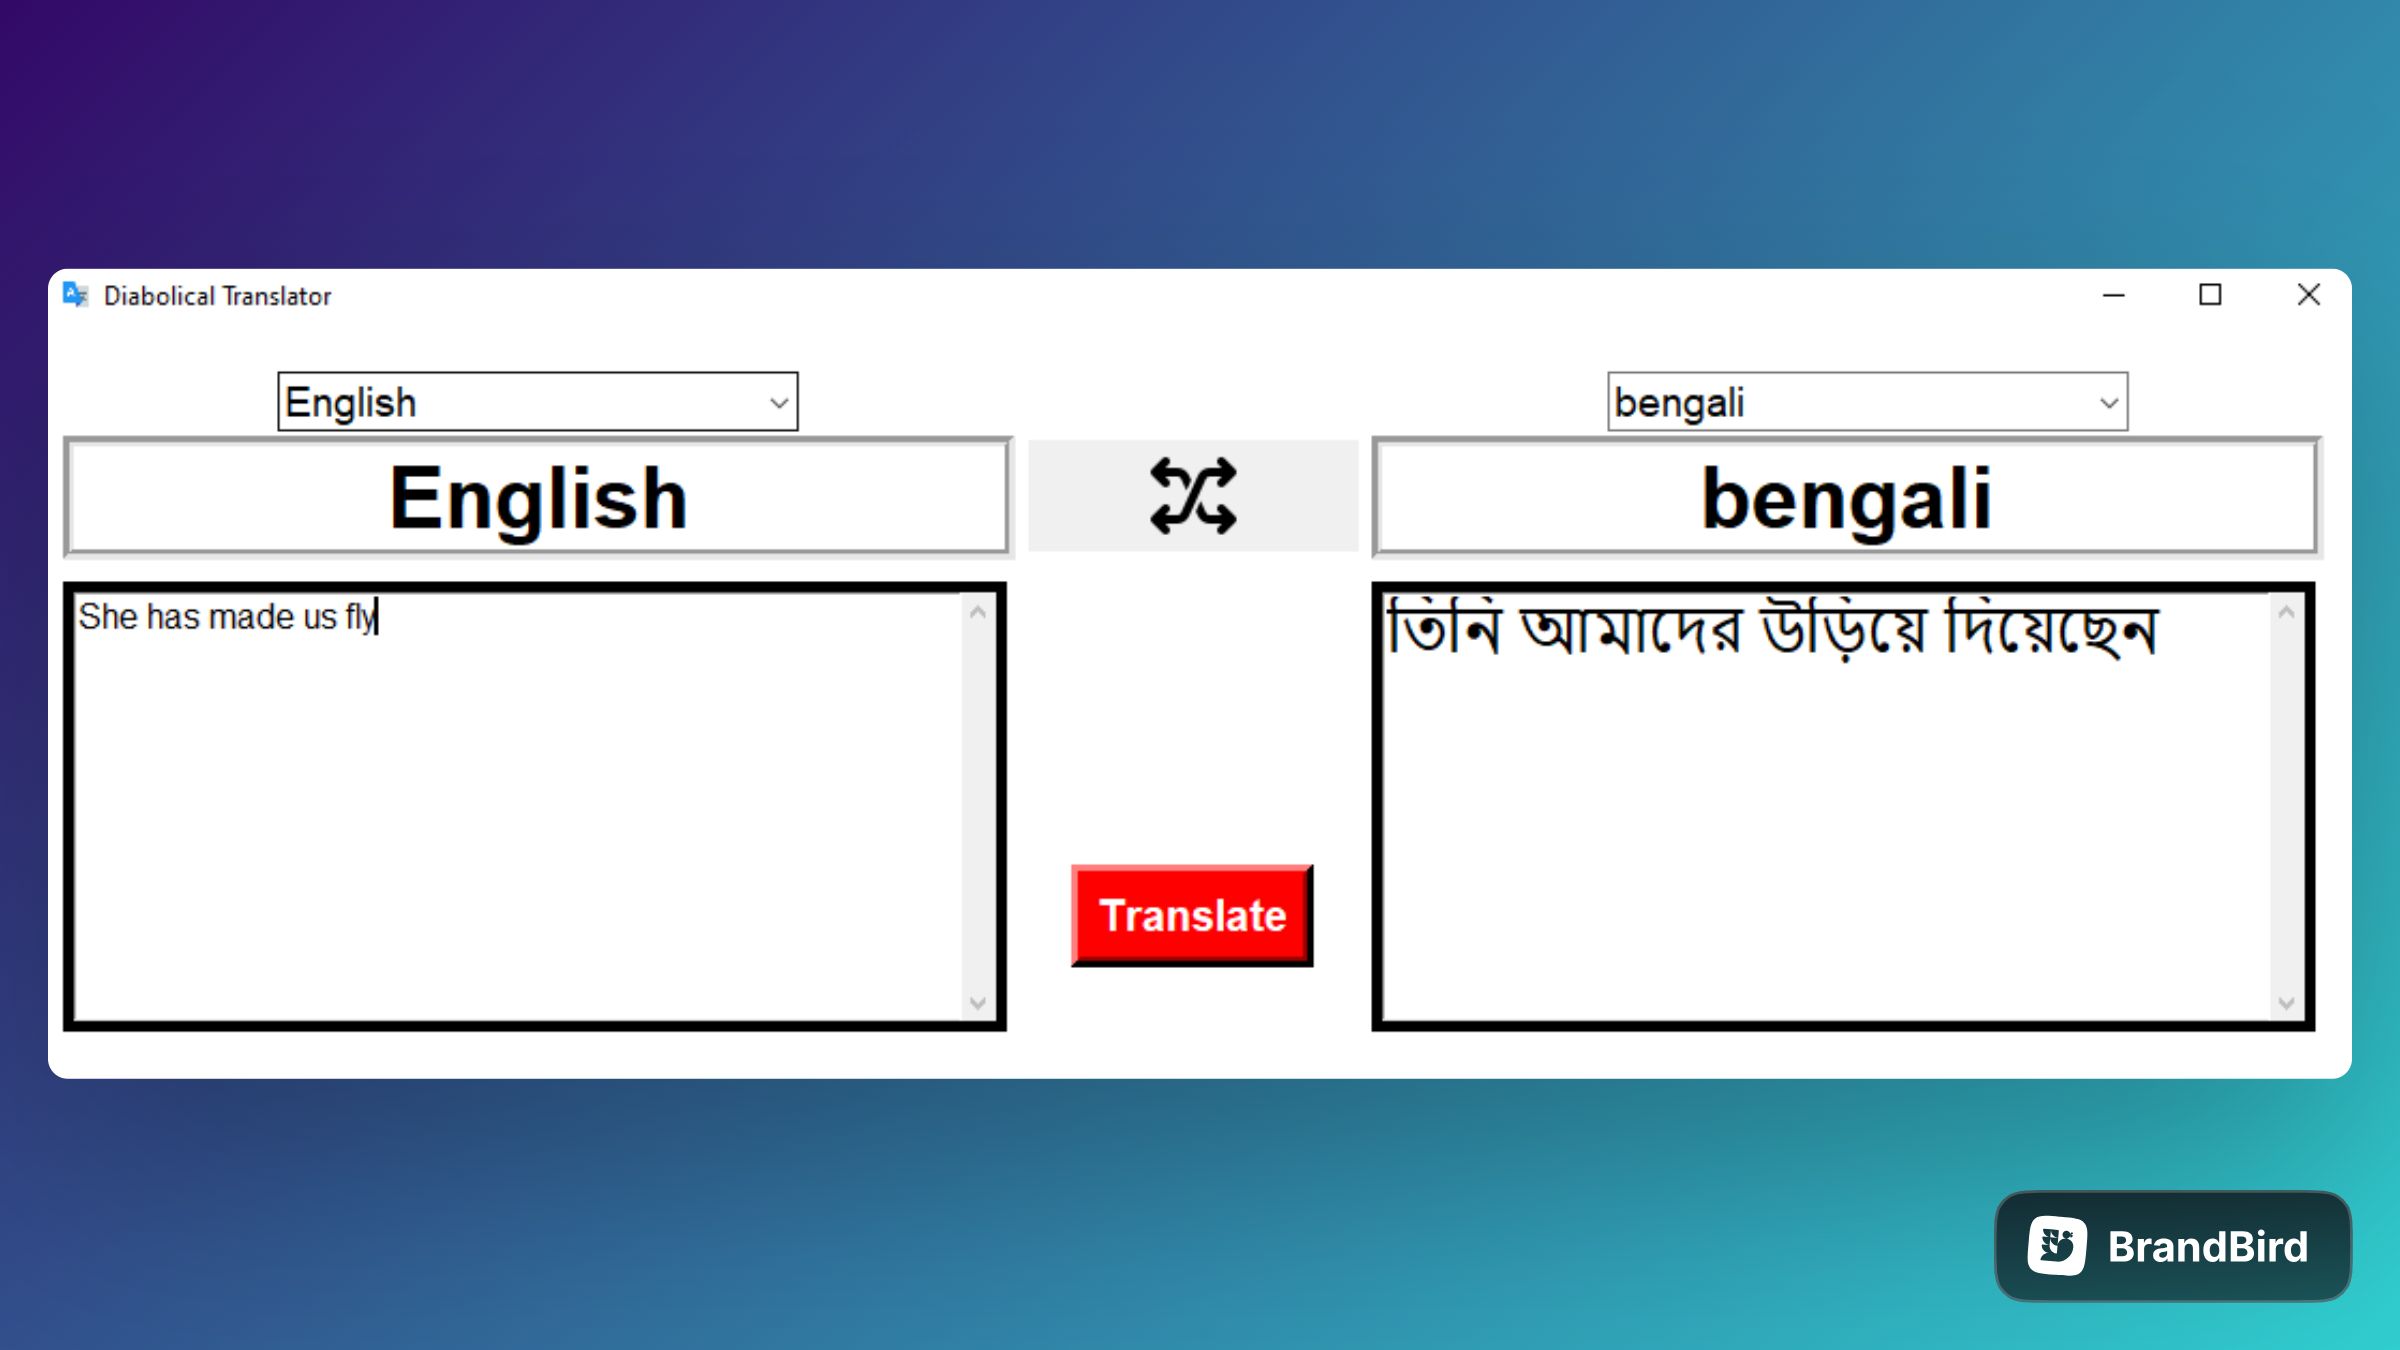 Diabolical Translator
English
bengali
English
bengali
She has made us fly
তিনি আমাদের উড়িয়ে দিয়েছেন
Translate
BrandBird